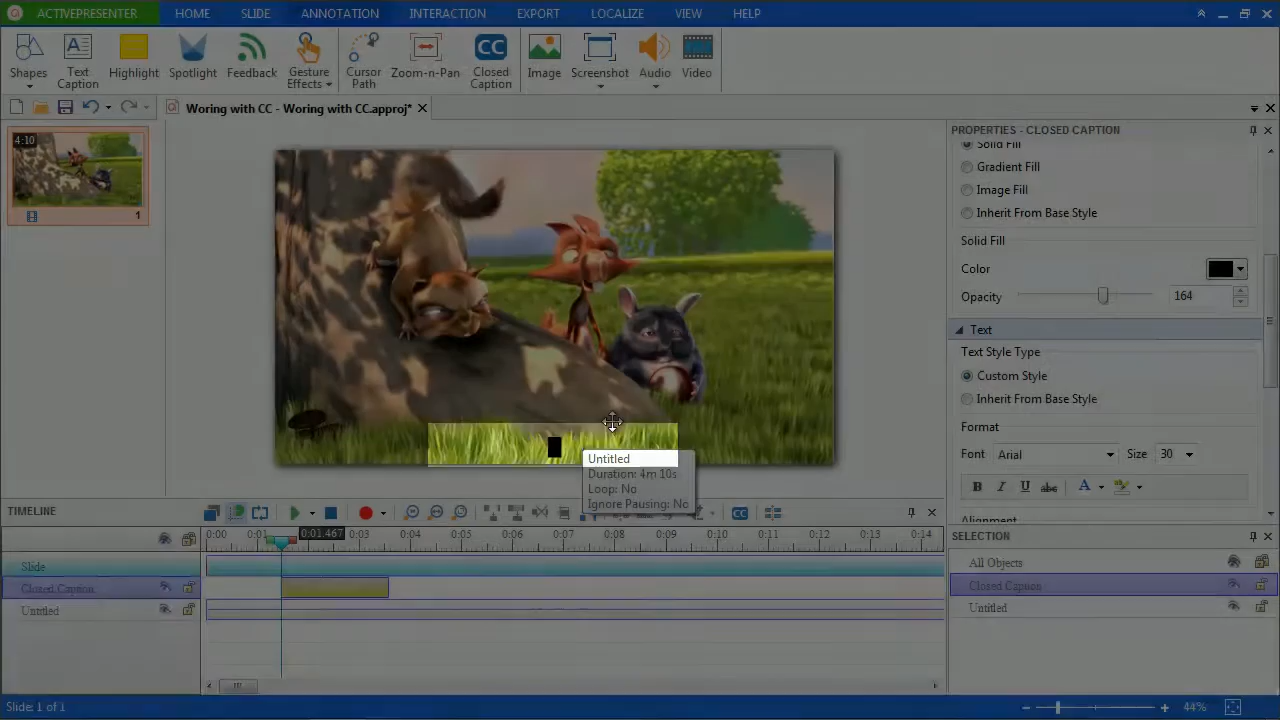 ACTIVEPRESENTER HOME SLIDE ANNOTATION INTERACTION EXPORT LOCALIZE VIEW HELP
Shapes
Text Caption
Highlight
Spotlight
Feedback
Gesture Effects
Cursor Path
Zoom-n-Pan
CC
Closed Caption
Image
Screenshot
Audio
Video
Woring with CC - Woring with CC.approj*
4:10
1
PROPERTIES - CLOSED CAPTION
Solid Fill
Gradient Fill
Image Fill
Inherit From Base Style
Solid Fill
Color
Opacity 164
Text
Text Style Type
Custom Style
Inherit From Base Style
Format
Font Arial Size 30
B I U abc A
Alignment
Untitled
Duration: 4m 10s
Loop: No
Ignore Pausing: No
TIMELINE
CC
0:00 0:01 0:01.467 0:03 0:04 0:05 0:06 0:07 0:08 0:09 0:10 0:11 0:12 0:13 0:14
Slide
Closed Caption
Untitled
SELECTION
All Objects
Closed Caption
Untitled
Slide: 1 of 1
44%